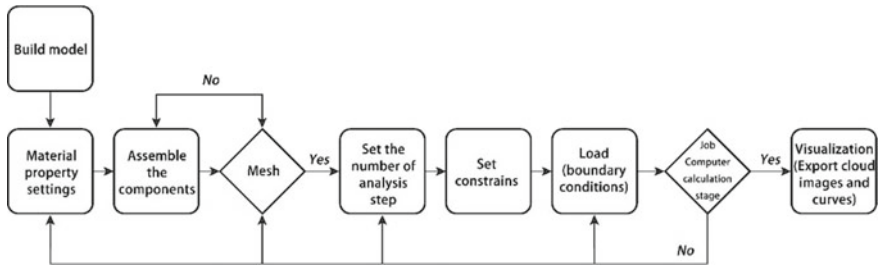 Build model
No
Material
property
settings
Assemble
the
components
Mesh
Yes
Set the
number of
analysis
step
Set
constrains
Load
(boundary
conditions)
Job
Computer
calculation
stage
Yes
Visualization
(Export cloud
images and
curves)
No